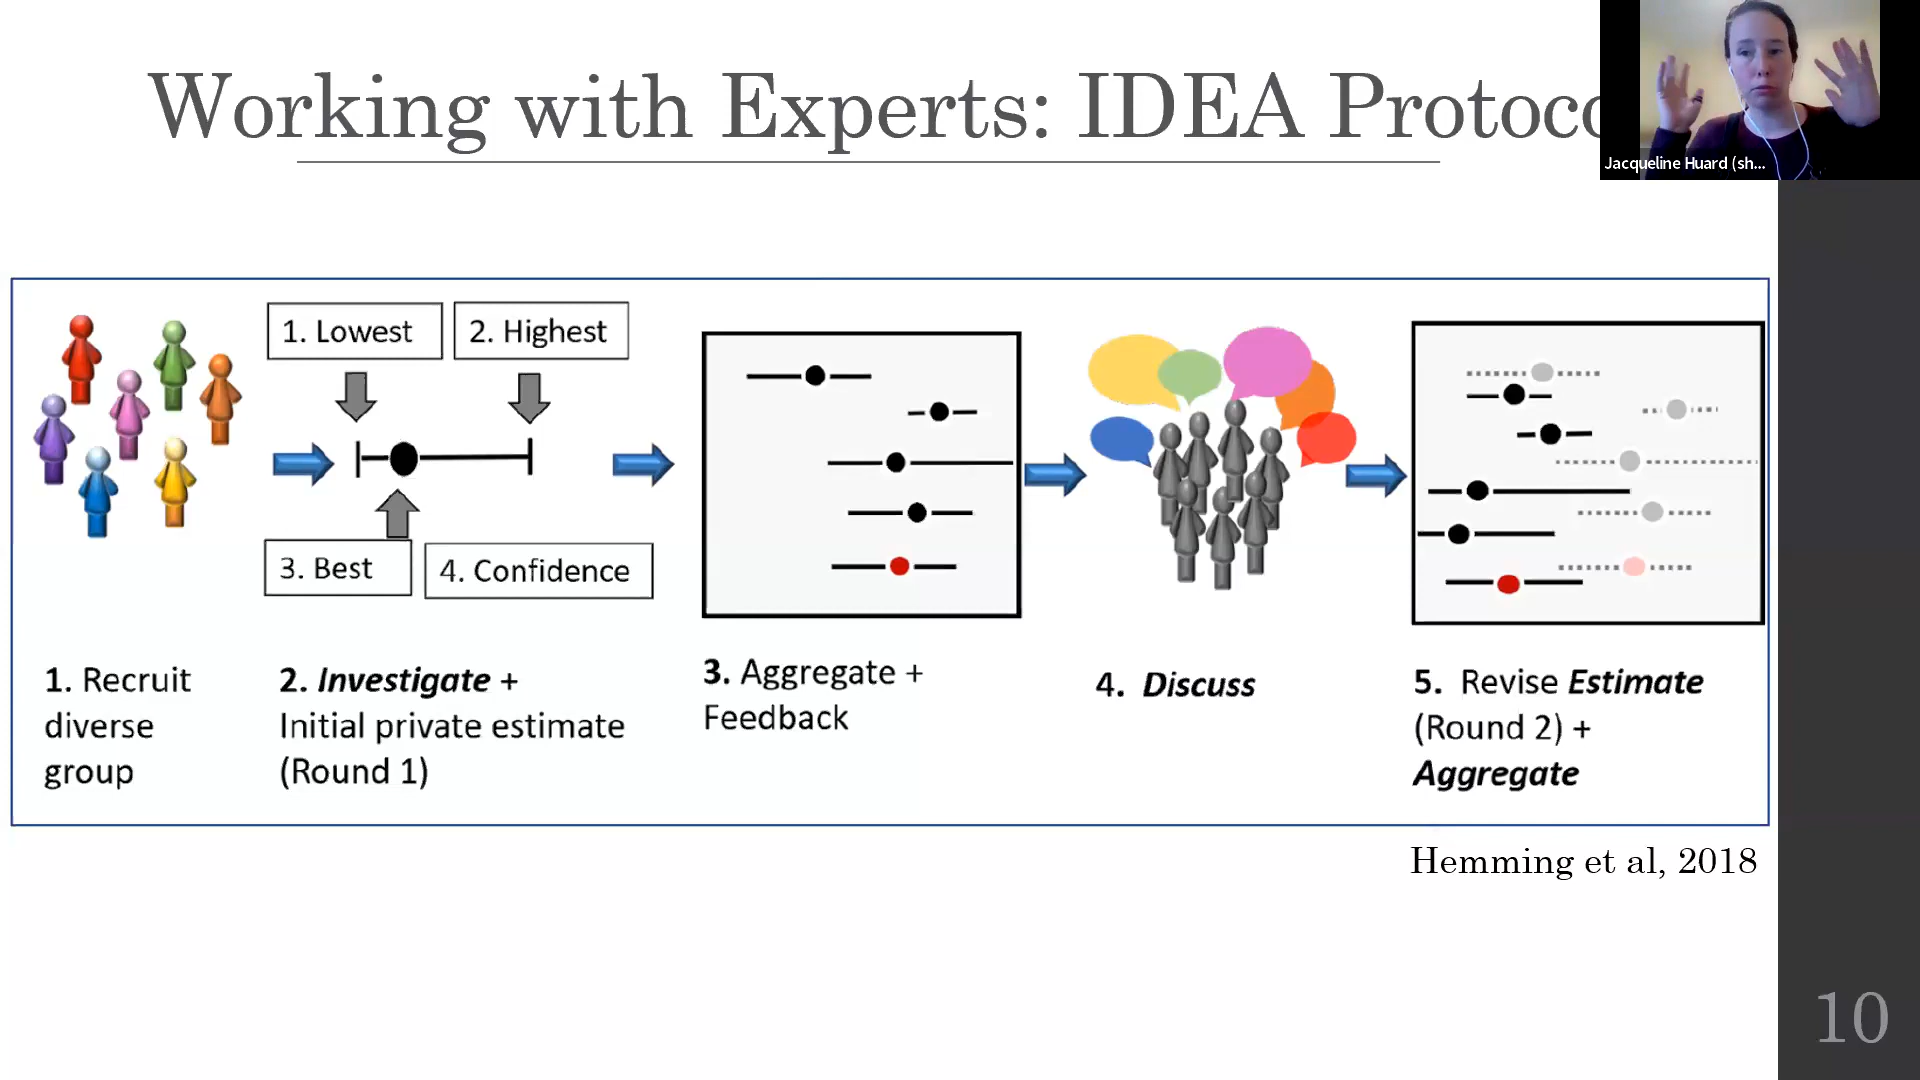 Working with Experts: IDEA Protoco
Jacqueline Huard (sh...
1. Lowest
2. Highest
3. Best
4. Confidence
1. Recruit
diverse
group
2. Investigate +
Initial private estimate
(Round 1)
3. Aggregate +
Feedback
4. Discuss
5. Revise Estimate
(Round 2) +
Aggregate
Hemming et al, 2018
10